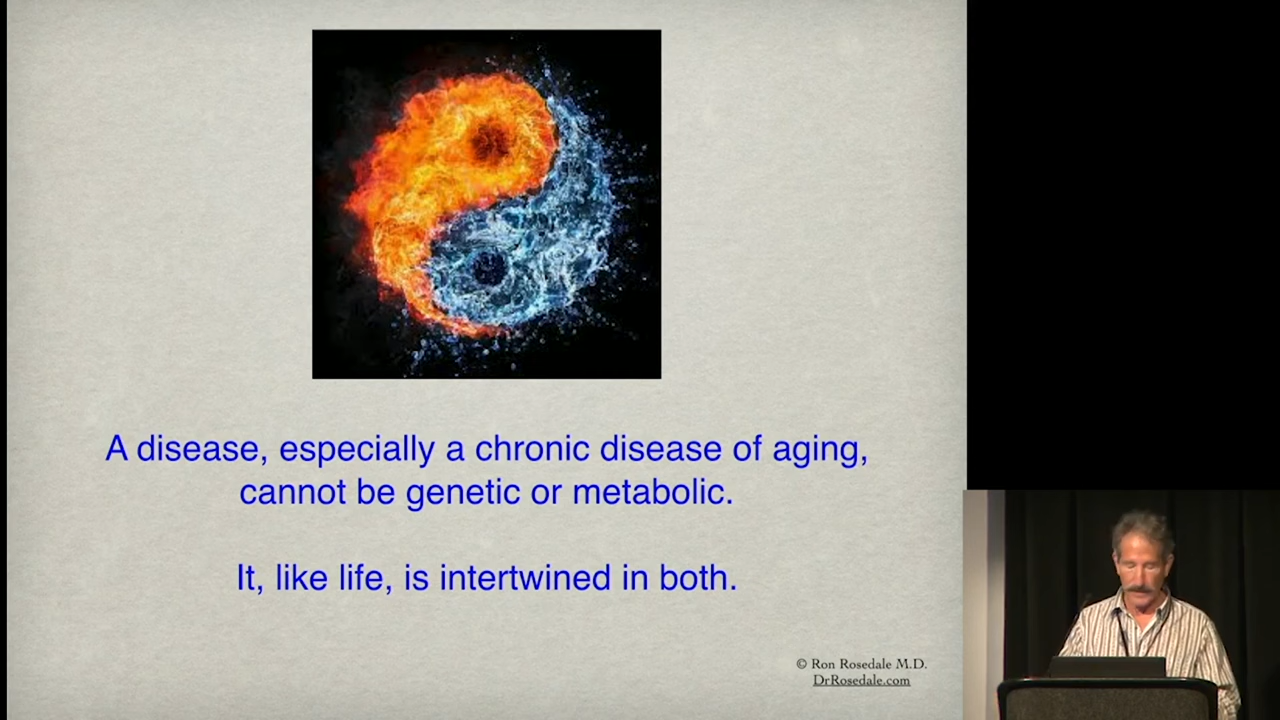 A disease, especially a chronic disease of aging,
cannot be genetic or metabolic.
It, like life, is intertwined in both.
© Ron Rosedale M.D.
DrRosedale.com